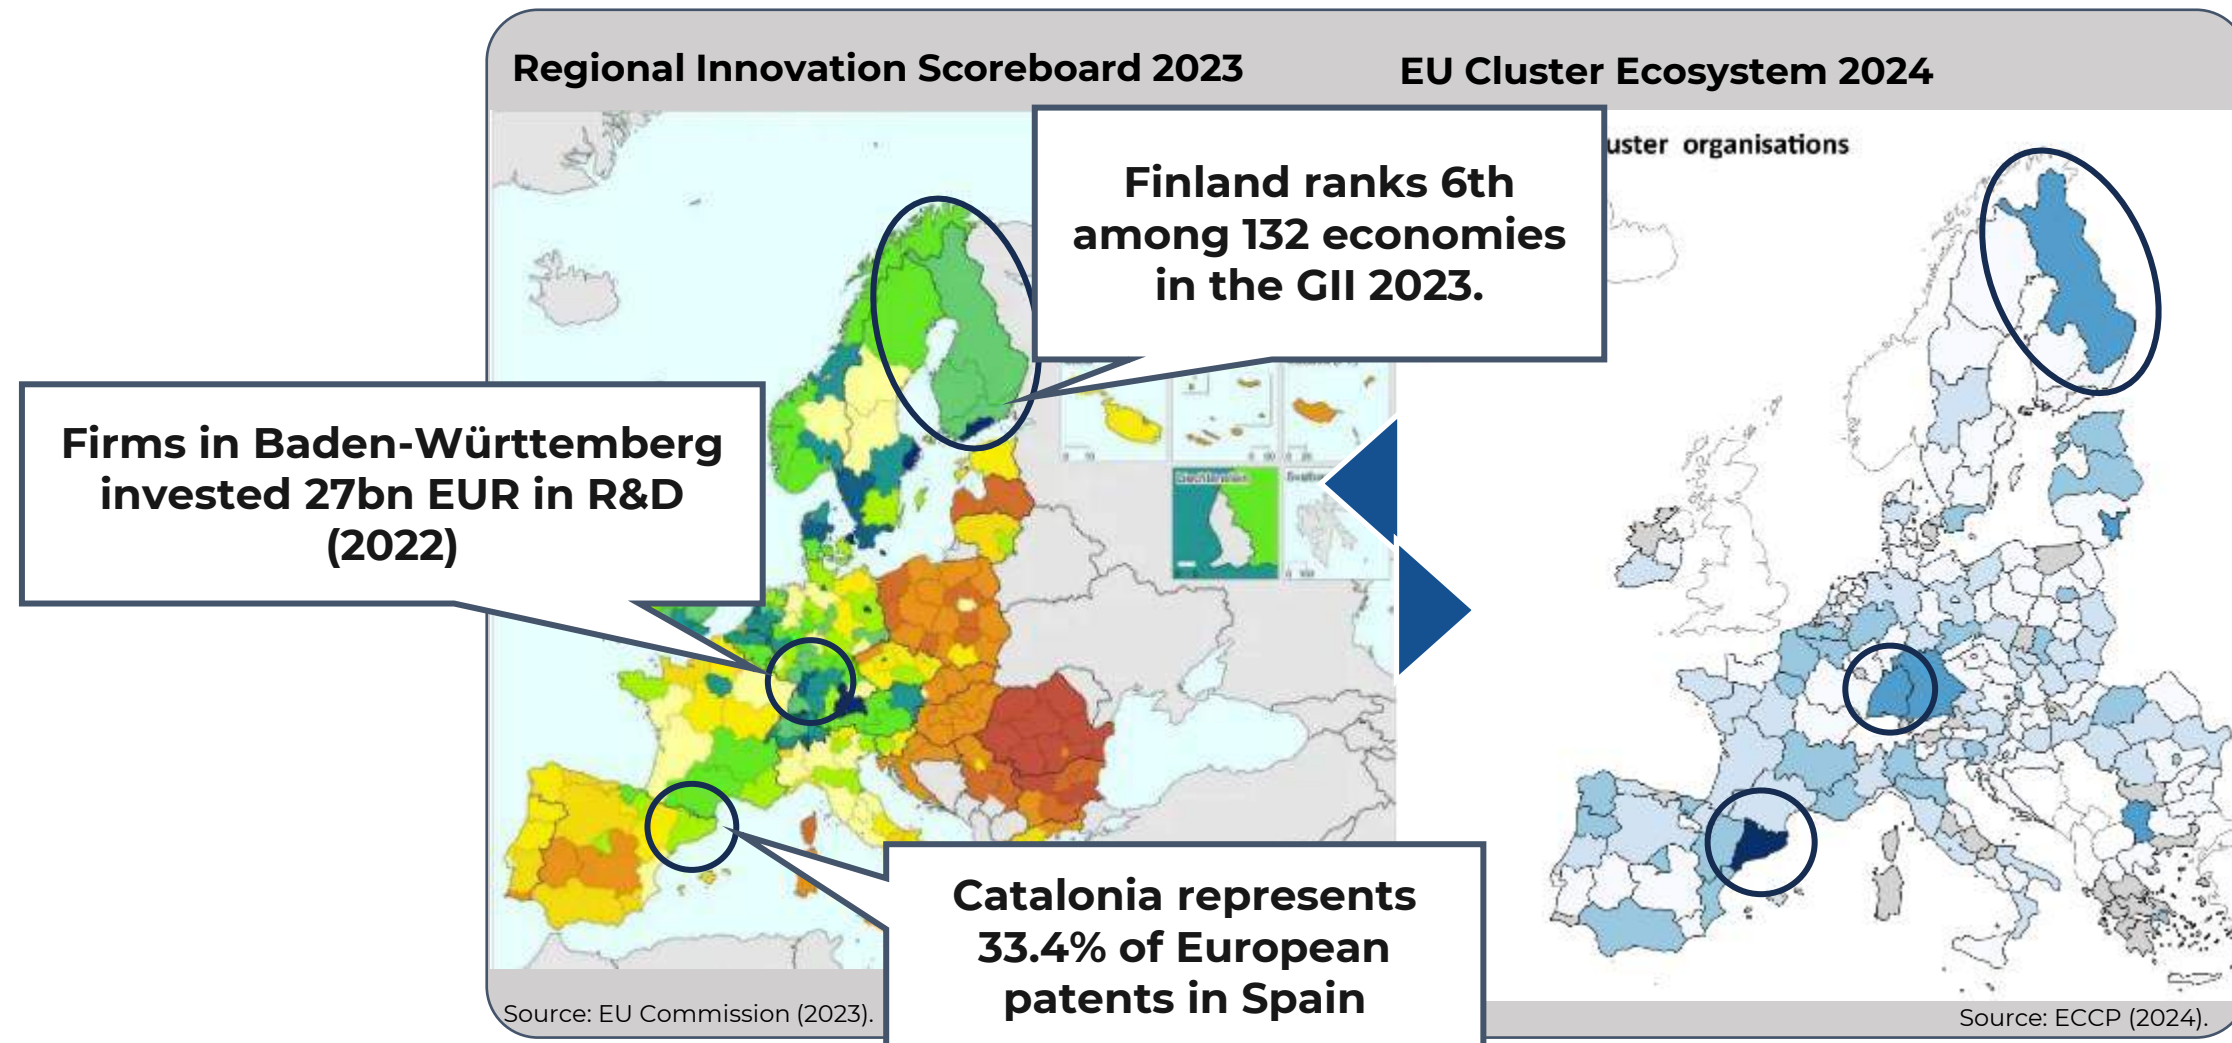 Regional Innovation Scoreboard 2023
EU Cluster Ecosystem 2024
uster organisations
Finland ranks 6th
among 132 economies
in the GII 2023.
Firms in Baden-Württemberg
invested 27bn EUR in R&D
(2022)
Liechtenstein
Catalonia represents
33.4% of European
patents in Spain
Source: EU Commission (2023).
Source: ECCP (2024).